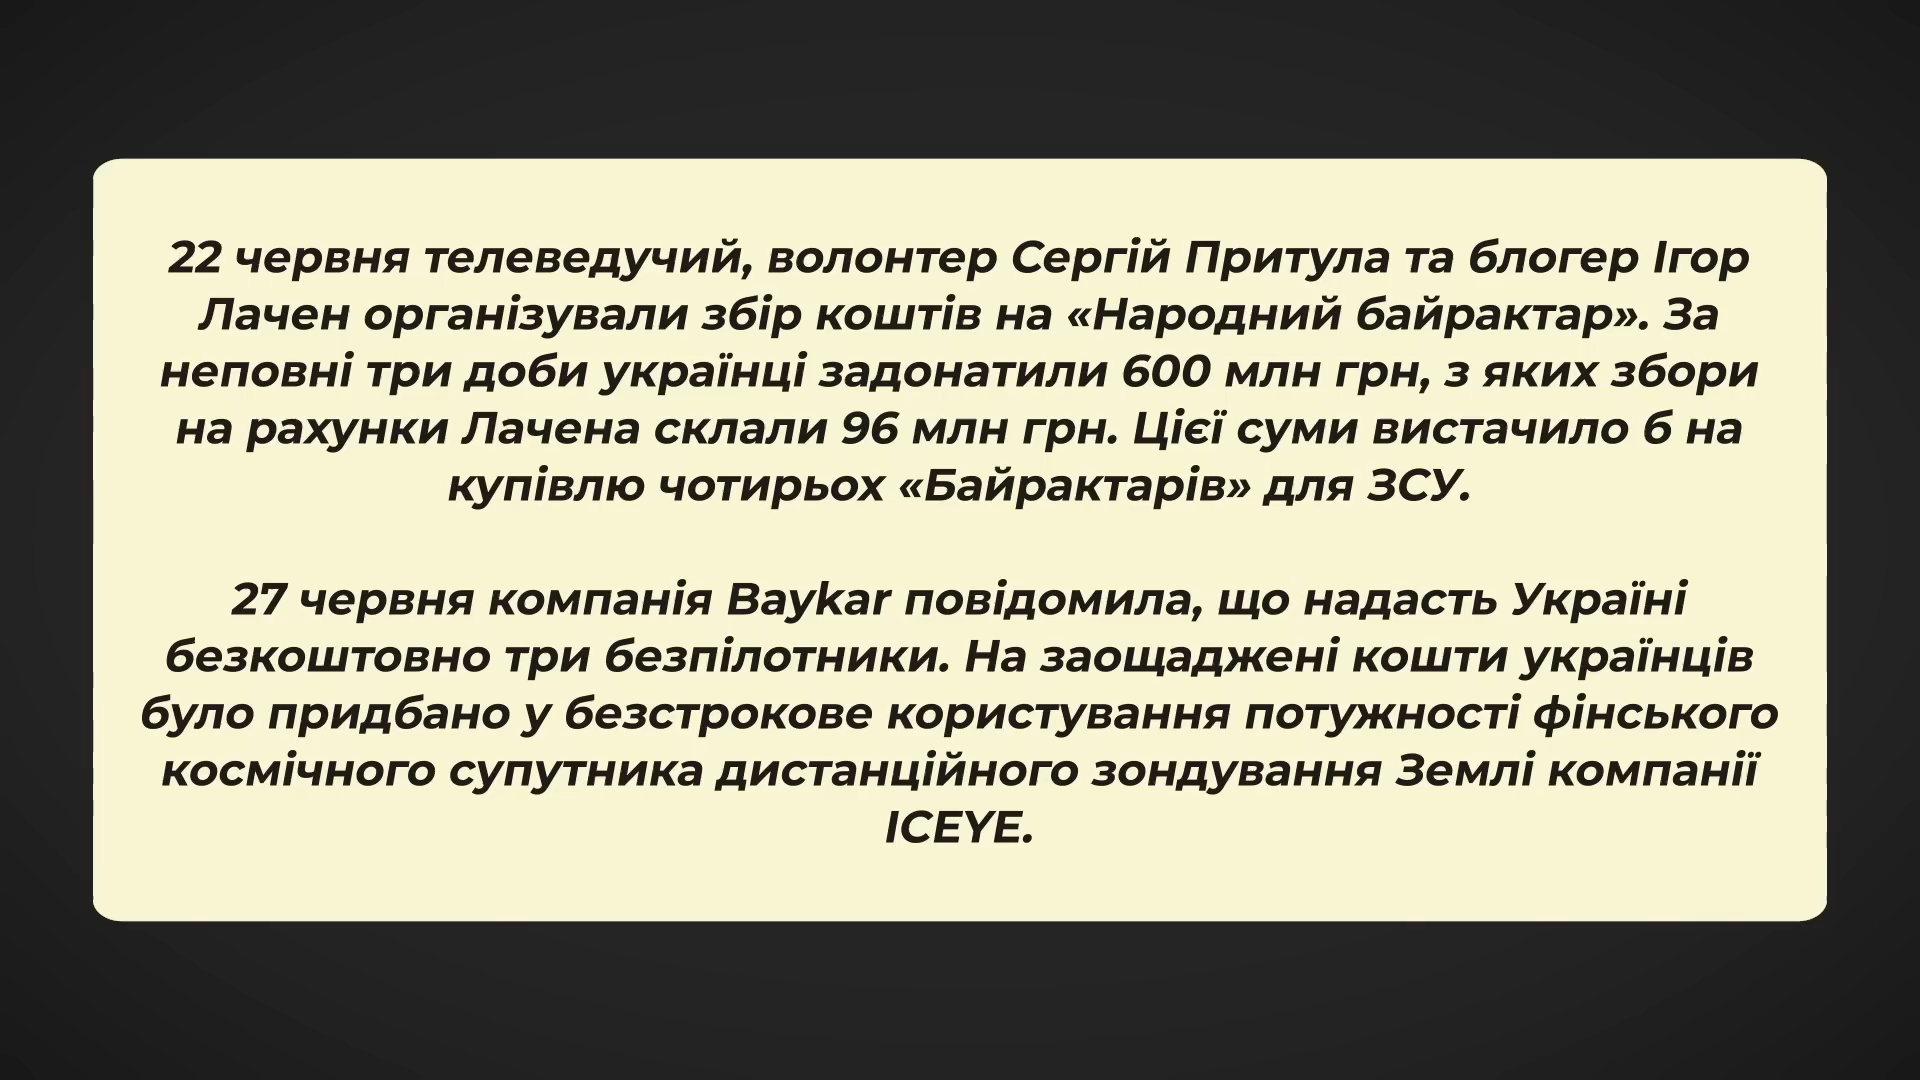 22 червня телеведучий, волонтер Сергій Притула та блогер Ігор
Лачен організували збір коштів на «Народний байрактар». За
неповні три доби українці задонатили 600 млн грн, з яких збори
на рахунки Лачена склали 96 млн грн. Цієї суми вистачило б на
купівлю чотирьох «Байрактарів» для ЗСУ.
27 червня компанія Baykar повідомила, що надасть Україні
безкоштовно три безпілотники. На заощаджені кошти українців
було придбано у безстрокове користування потужності фінського
космічного супутника дистанційного зондування Землі компанії
ICEYE.